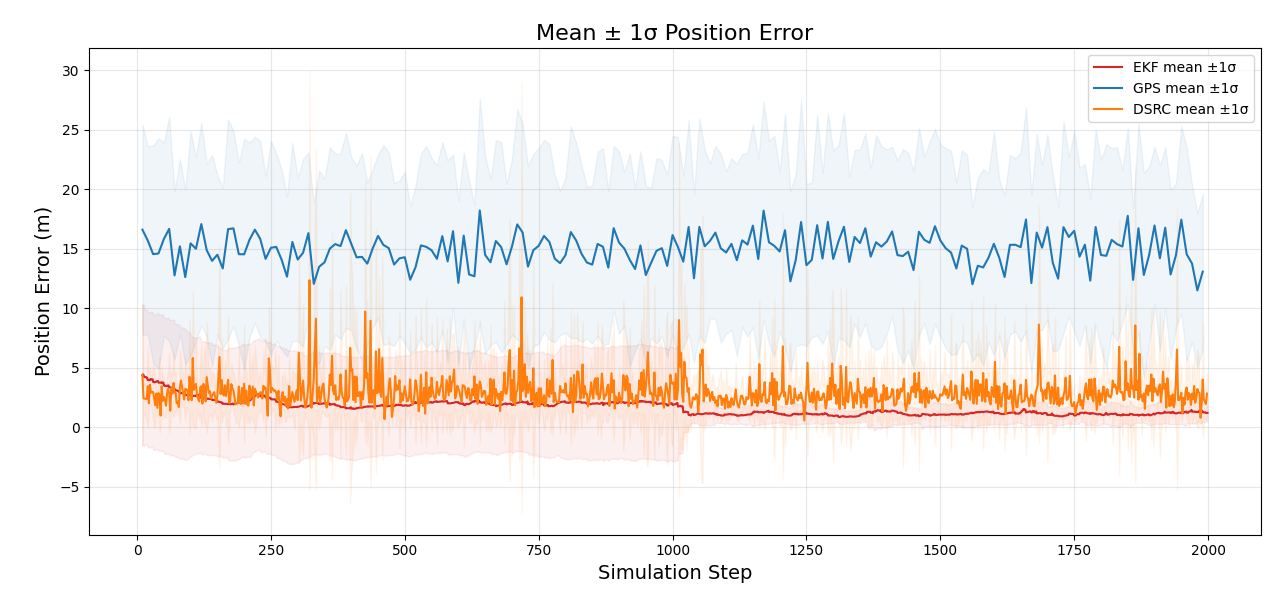 Mean ± 1σ Position Error
EKF mean ±1σ
GPS mean ±1σ
DSRC mean ±1σ
Position Error (m)
30
25
20
15
10
5
0
−5
0 250 500 750 1000 1250 1500 1750 2000
Simulation Step